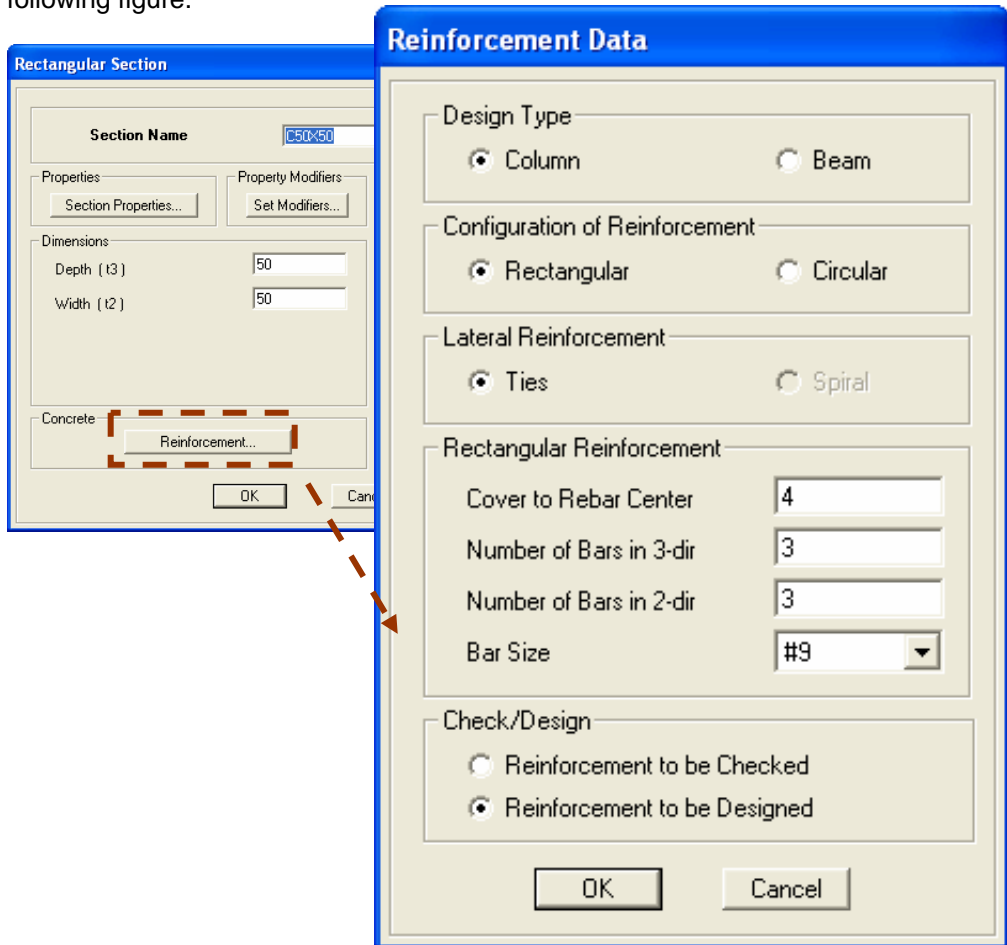 following figure.
Rectangular Section
Section Name C50X50
Properties
Section Properties...
Property Modifiers
Set Modifiers...
Dimensions
Depth ( t3 ) 50
Width ( t2 ) 50
Concrete
Reinforcement...
OK
Reinforcement Data
Design Type
Column Beam
Configuration of Reinforcement
Rectangular Circular
Lateral Reinforcement
Ties Spiral
Rectangular Reinforcement
Cover to Rebar Center 4
Number of Bars in 3-dir 3
Number of Bars in 2-dir 3
Bar Size #9
Check/Design
Reinforcement to be Checked
Reinforcement to be Designed
OK Cancel